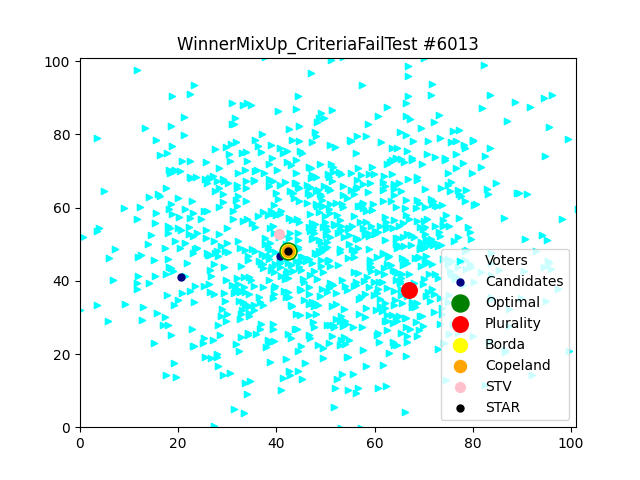 WinnerMixUp_CriteriaFailTest #6013
100
80
60
40
20
0
0 20 40 60 80 100
Voters
Candidates
Optimal
Plurality
Borda
Copeland
STV
STAR